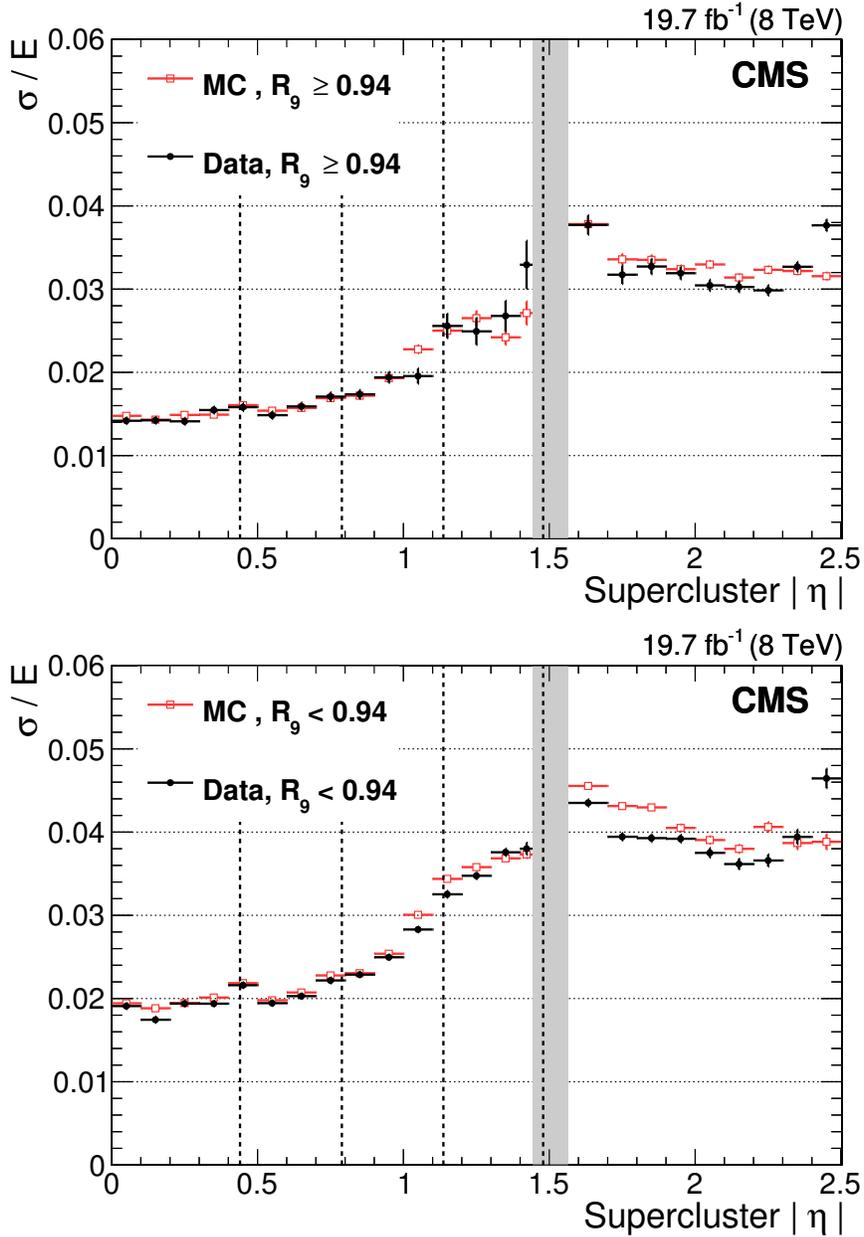 19.7 fb⁻¹ (8 TeV)
σ / E
0.06
MC , R₉ ≥ 0.94
CMS
0.05
Data, R₉ ≥ 0.94
0.04
0.03
0.02
0.01
0
0 0.5 1 1.5 2 2.5
Supercluster | η |
19.7 fb⁻¹ (8 TeV)
σ / E
0.06
MC , R₉ < 0.94
CMS
0.05
Data, R₉ < 0.94
0.04
0.03
0.02
0.01
0
0 0.5 1 1.5 2 2.5
Supercluster | η |